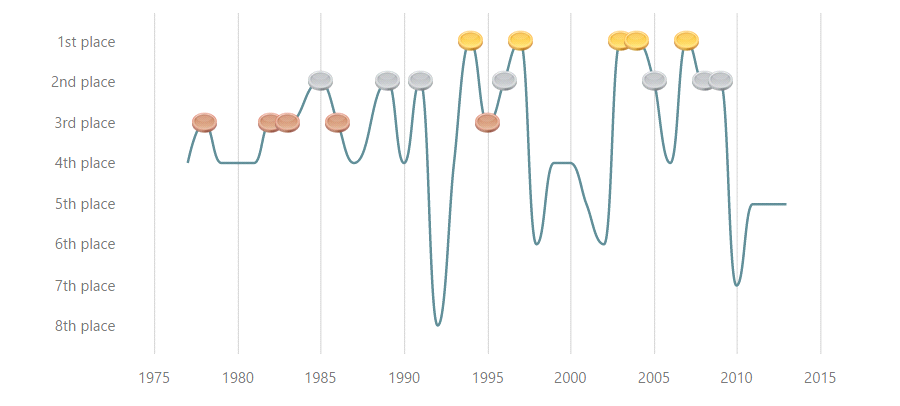 1st place
2nd place
3rd place
4th place
5th place
6th place
7th place
8th place
1975 1980 1985 1990 1995 2000 2005 2010 2015